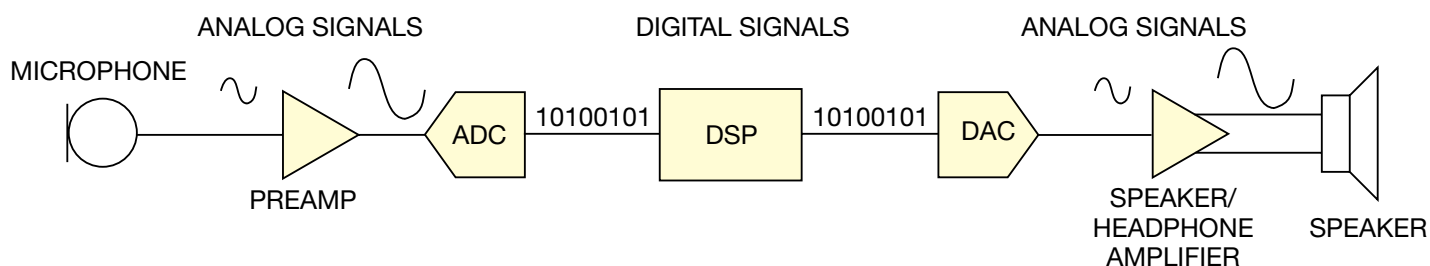 ANALOG SIGNALS
DIGITAL SIGNALS
ANALOG SIGNALS
MICROPHONE
ADC
10100101
DSP
10100101
DAC
PREAMP
SPEAKER/
HEADPHONE
AMPLIFIER
SPEAKER